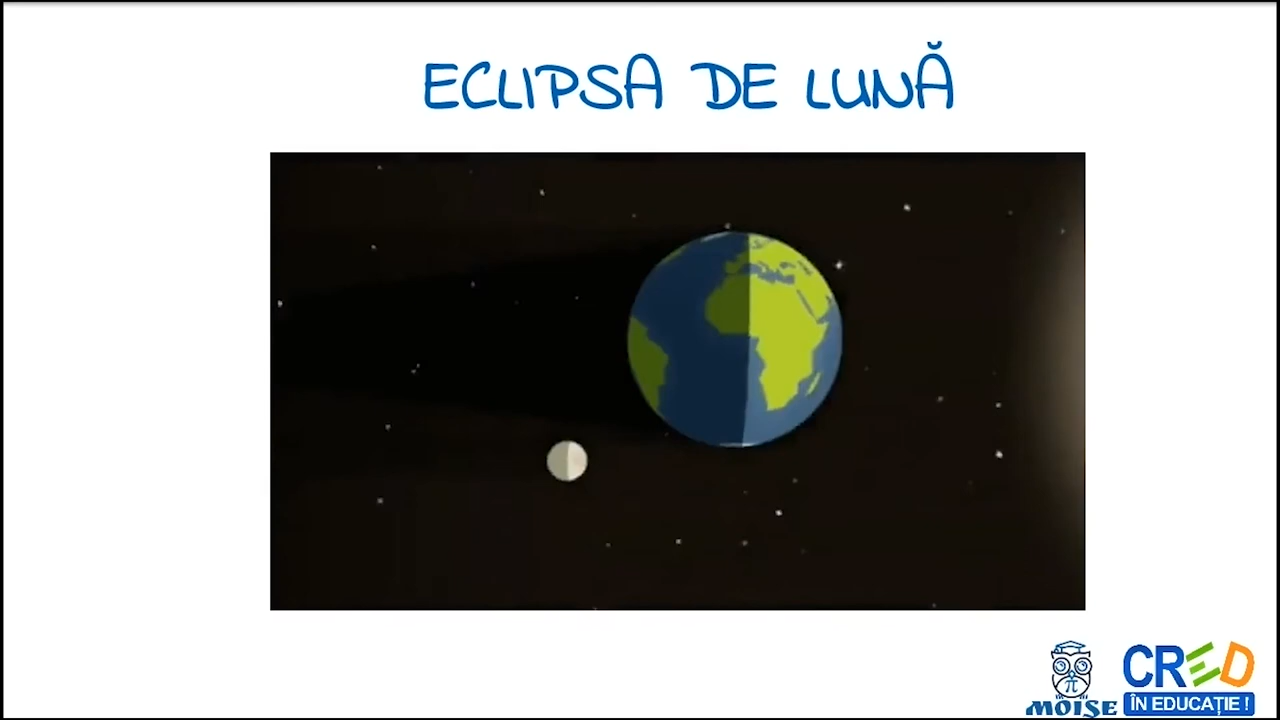 ECLIPSA DE LUNĂ
π
MOISE
CRED
ÎN EDUCAȚIE !